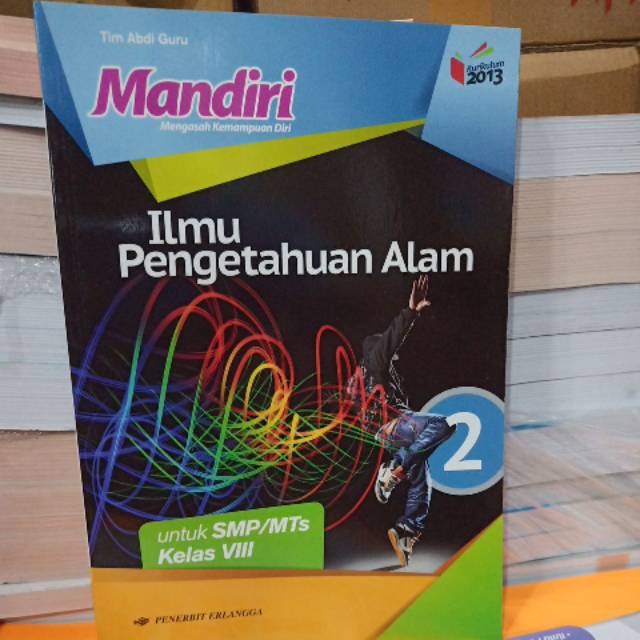 Tim Abdi Guru
Mandiri
Mengasah Kemampuan Diri
Kurikulum
2013
Ilmu
Pengetahuan Alam
2
untuk SMP/MTs
Kelas VIII
PENERBIT ERLANGGA